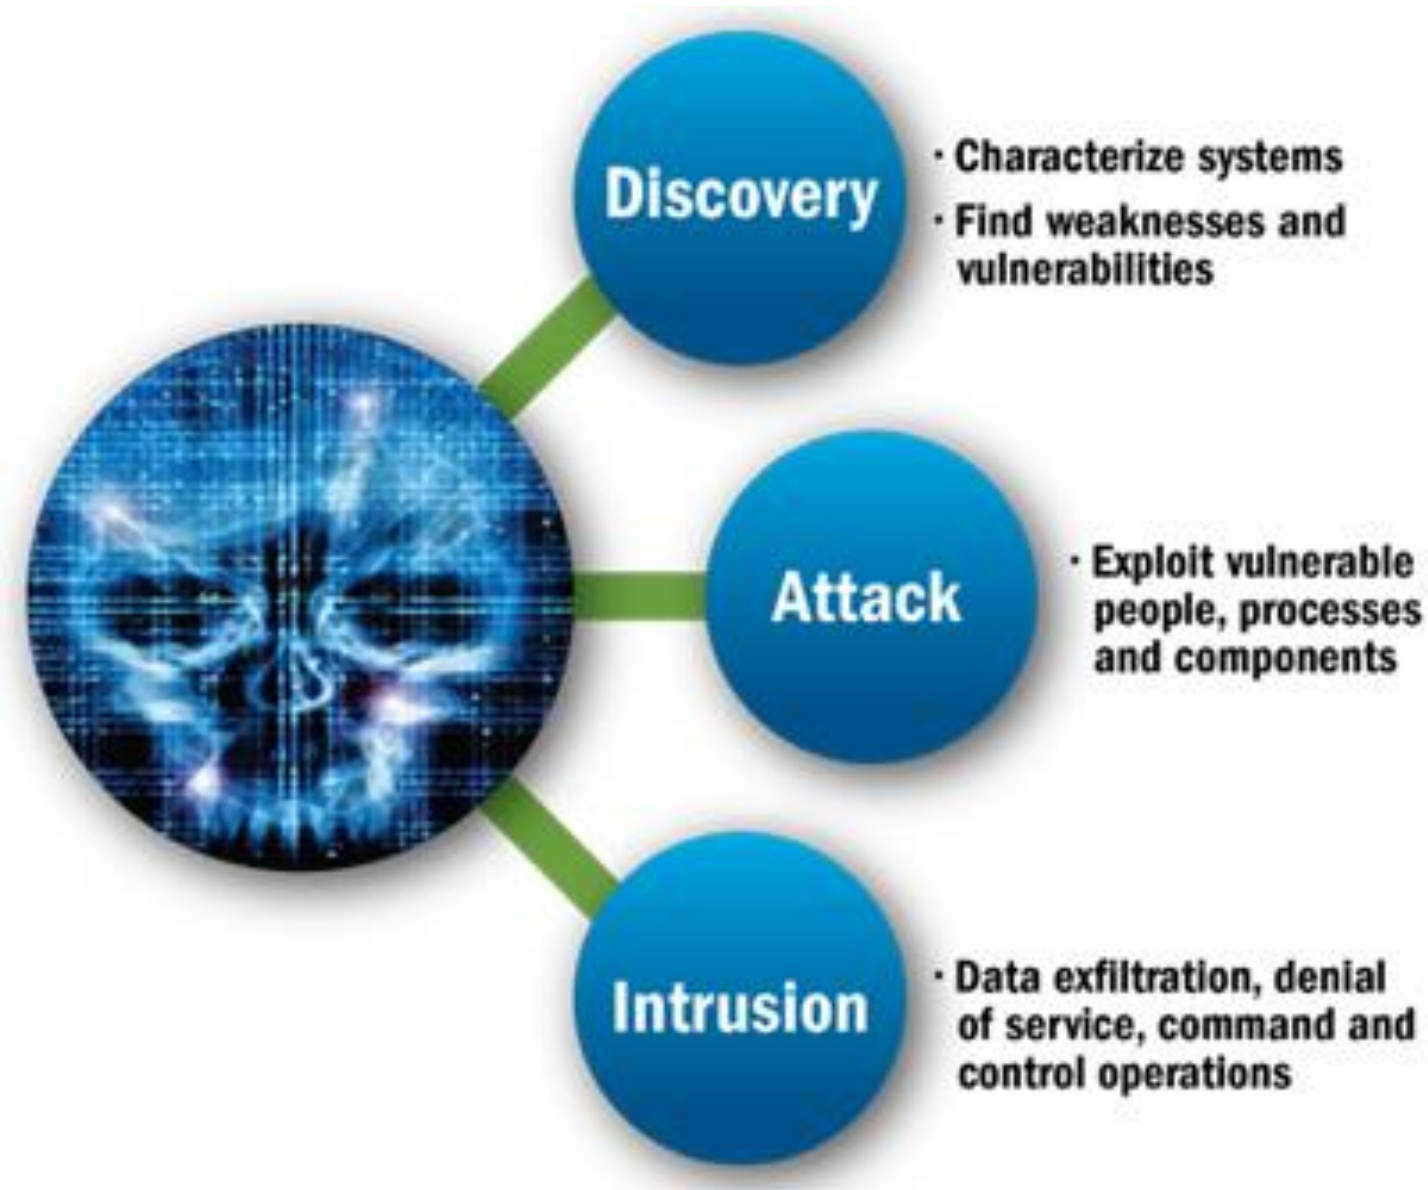 Discovery
· Characterize systems
· Find weaknesses and
vulnerabilities
Attack
· Exploit vulnerable
people, processes
and components
Intrusion
· Data exfiltration, denial
of service, command and
control operations